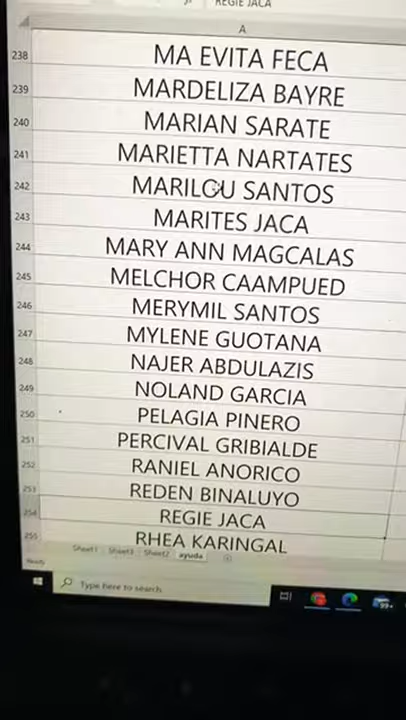 REGIE JACA
A
238 MA EVITA FECA
239 MARDELIZA BAYRE
240 MARIAN SARATE
241 MARIETTA NARTATES
242 MARILOU SANTOS
243 MARITES JACA
244 MARY ANN MAGCALAS
245 MELCHOR CAAMPUED
246 MERYMIL SANTOS
247 MYLENE GUOTANA
248 NAJER ABDULAZIS
249 NOLAND GARCIA
250 PELAGIA PINERO
251 PERCIVAL GRIBIALDE
252 RANIEL ANORICO
253 REDEN BINALUYO
254 REGIE JACA
255 RHEA KARINGAL
Sheet1 Sheet3 Sheet2 ayuda
Ready
Type here to search
99+